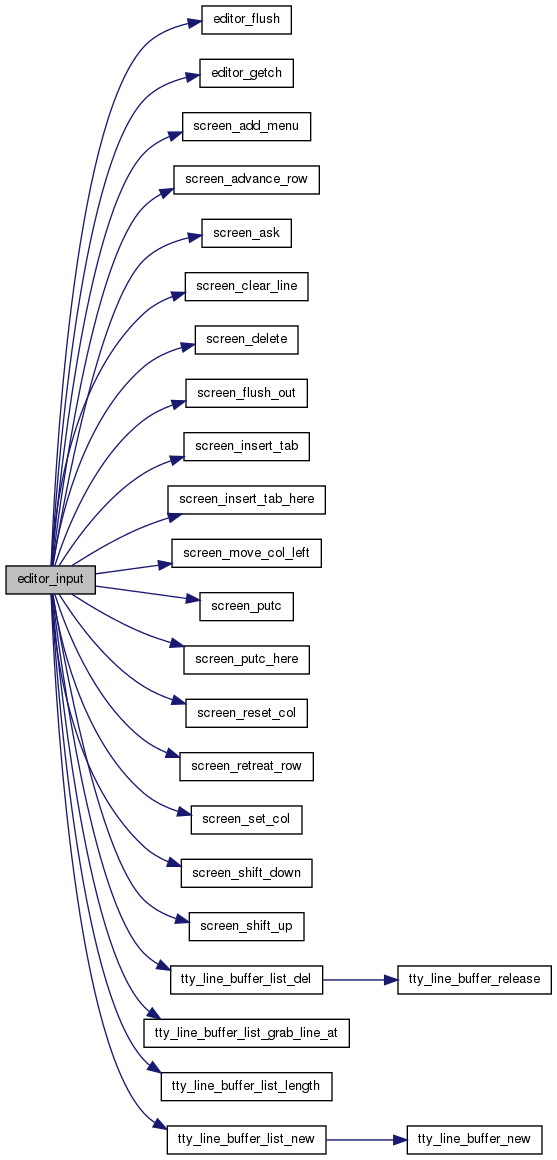 editor_flush
editor_getch
screen_add_menu
screen_advance_row
screen_ask
screen_clear_line
screen_delete
screen_flush_out
screen_insert_tab
screen_insert_tab_here
screen_move_col_left
editor_input
screen_putc
screen_putc_here
screen_reset_col
screen_retreat_row
screen_set_col
screen_shift_down
screen_shift_up
tty_line_buffer_list_del
tty_line_buffer_release
tty_line_buffer_list_grab_line_at
tty_line_buffer_list_length
tty_line_buffer_list_new
tty_line_buffer_new